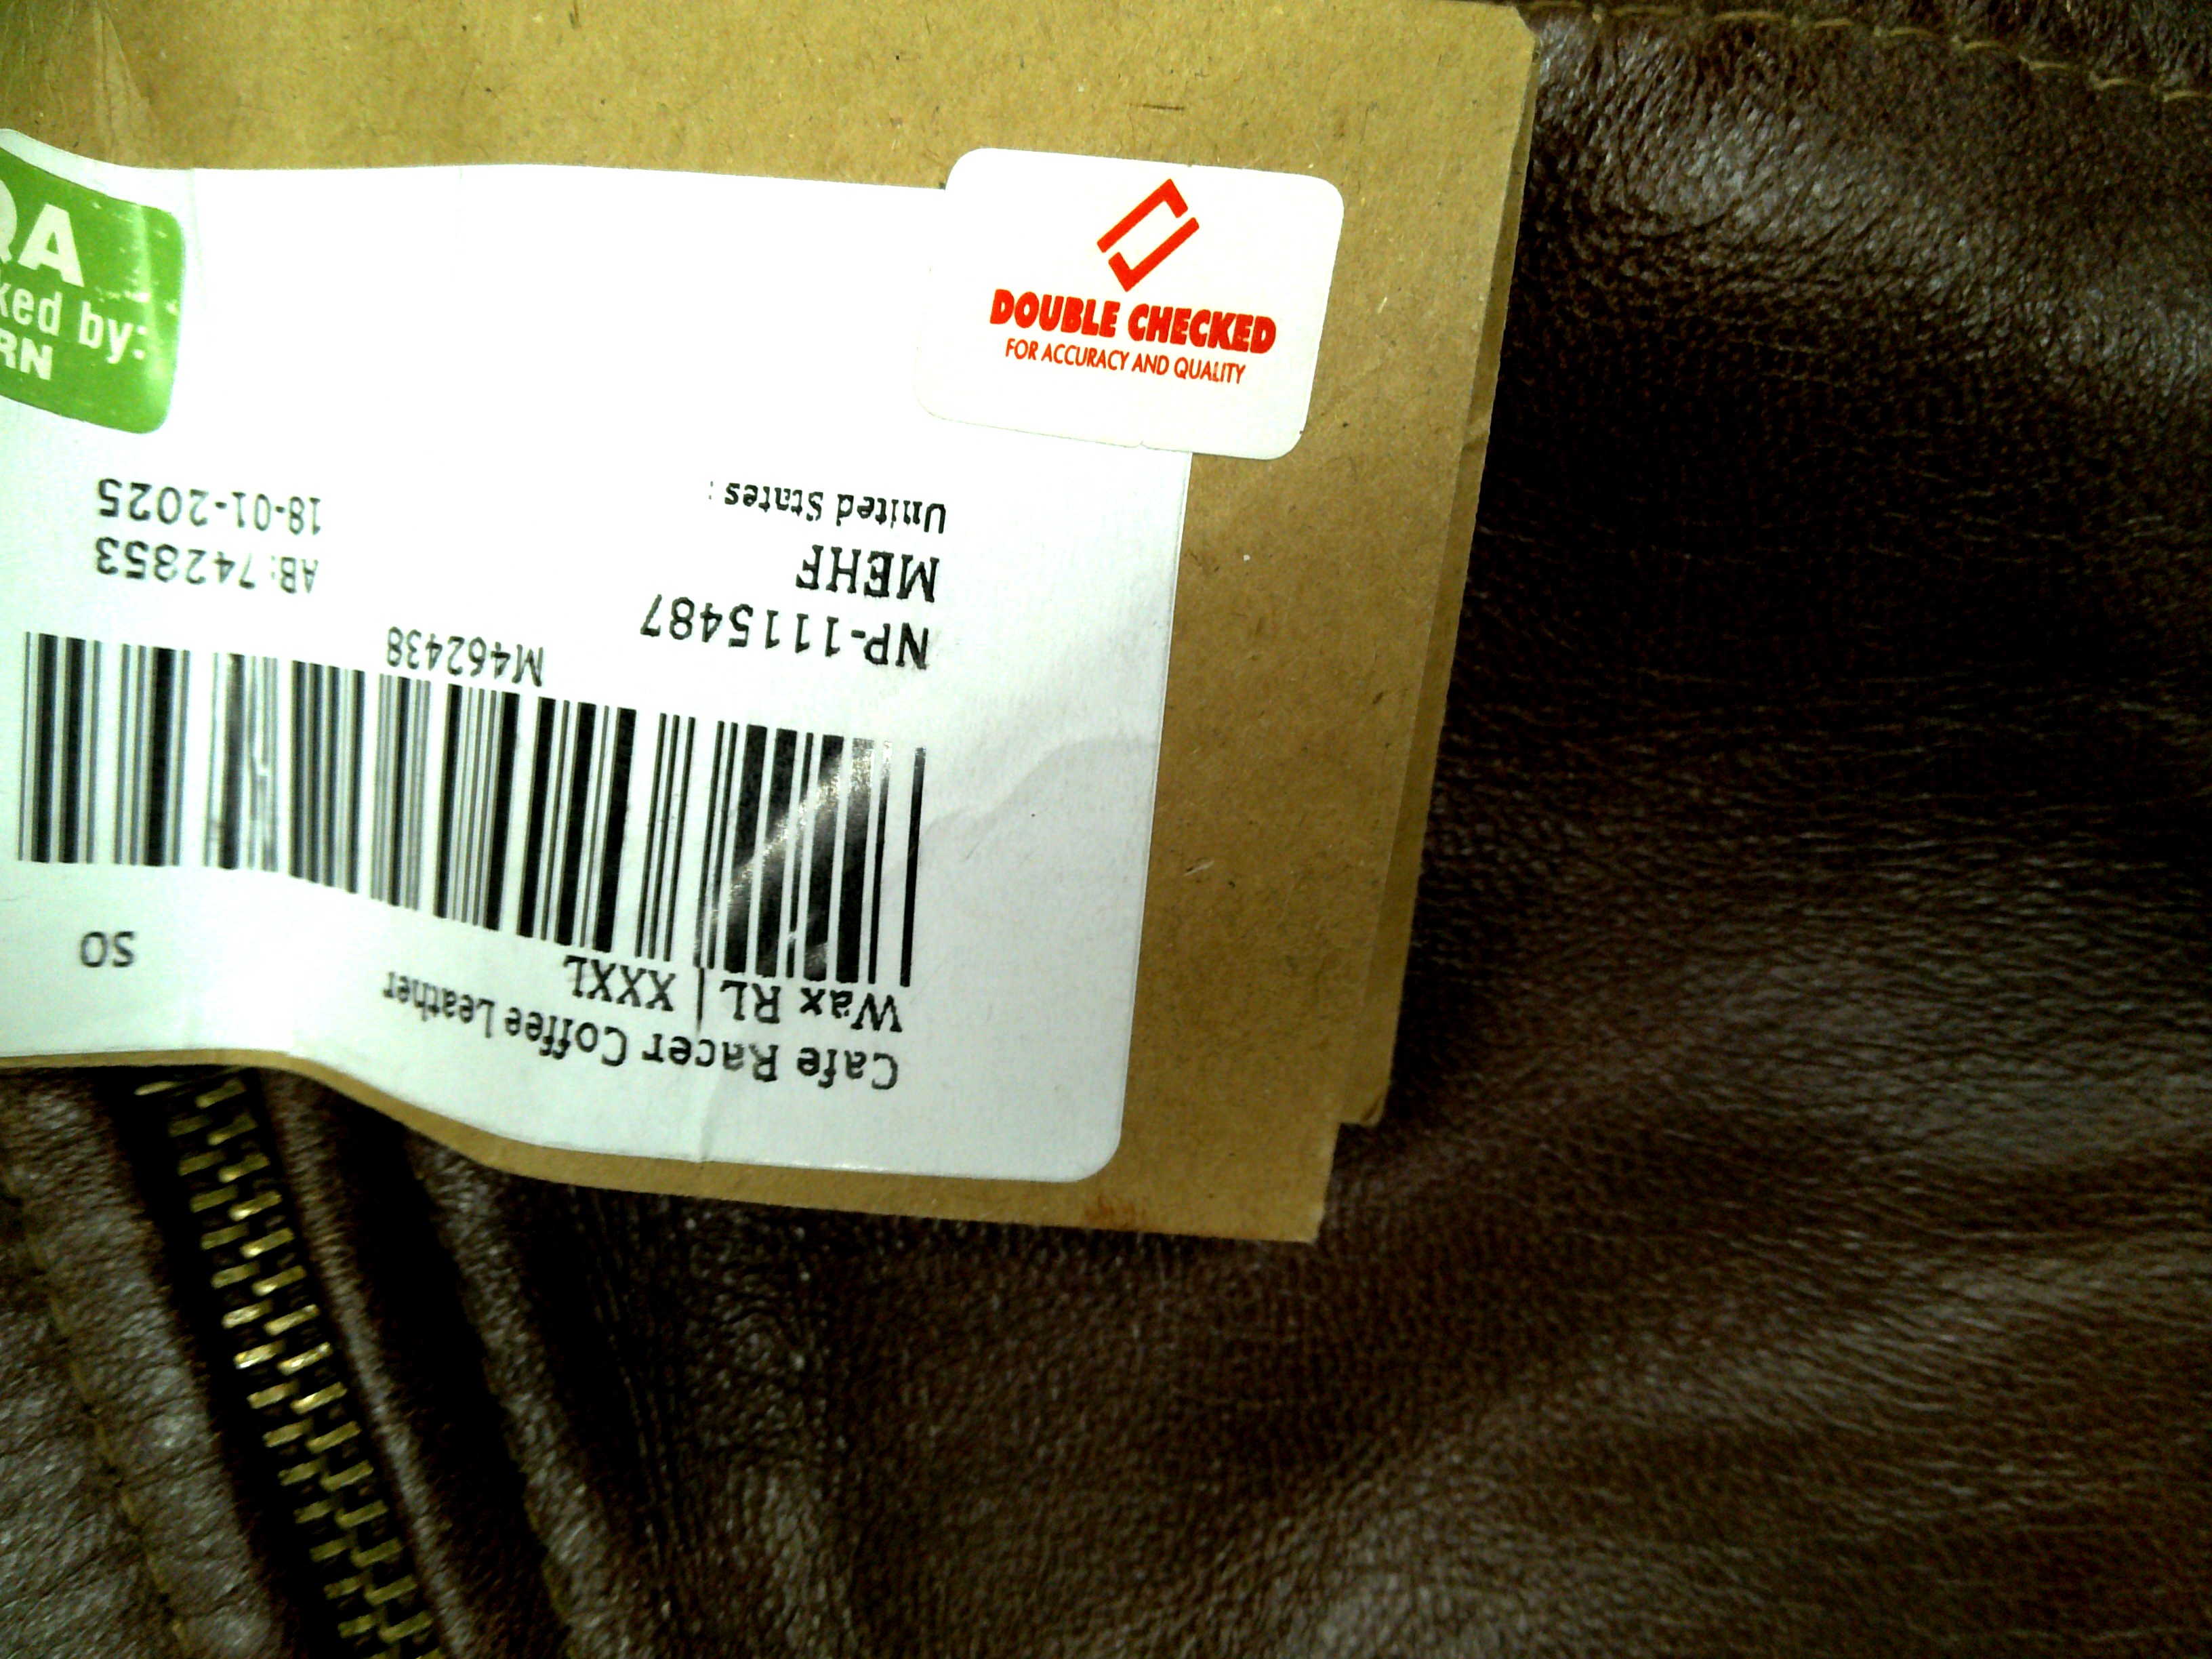 Cafe Racer Coffee Leather
Wax RL | XXXL
SO
M462438
NP-1115487
MEHF
United States :
AB: 742853
18-01-2025
DOUBLE CHECKED
FOR ACCURACY AND QUALITY
QA
ked by:
RN